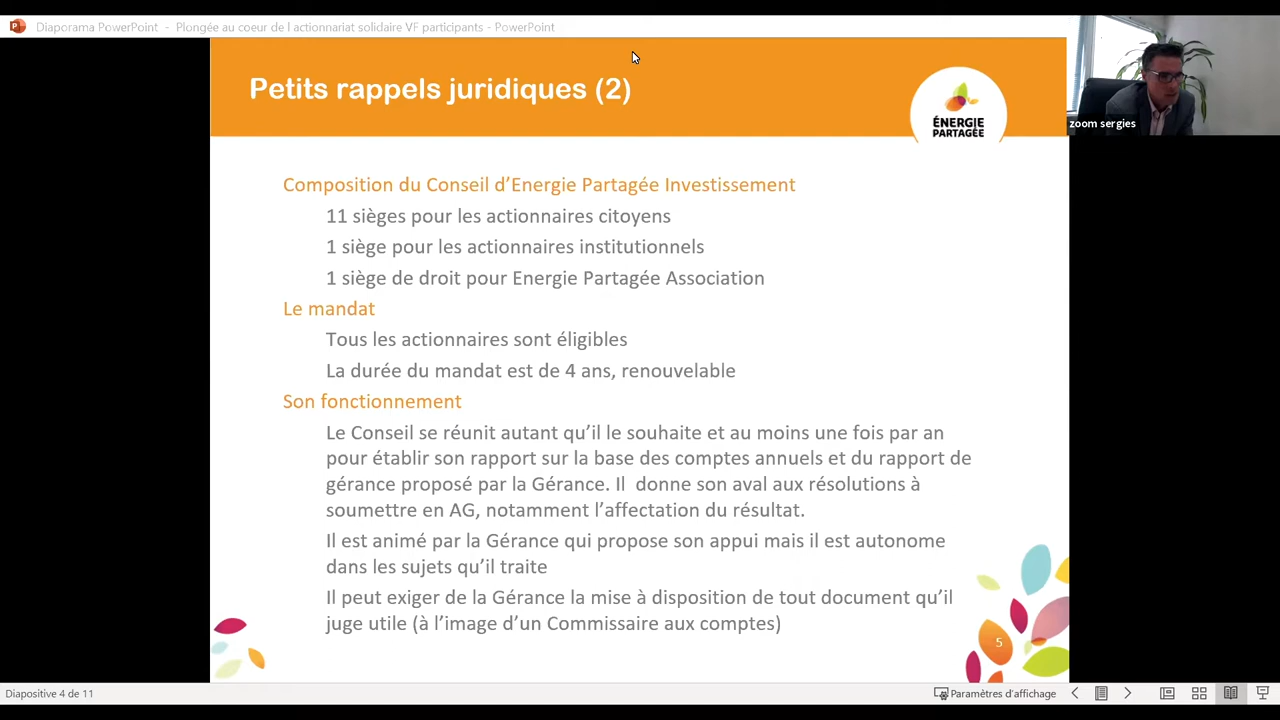 Diaporama PowerPoint - Plongée au coeur de l actionnariat solidaire VF participants - PowerPoint
Petits rappels juridiques (2)
ÉNERGIE
PARTAGÉE
zoom sergies
Composition du Conseil d’Energie Partagée Investissement
11 sièges pour les actionnaires citoyens
1 siège pour les actionnaires institutionnels
1 siège de droit pour Energie Partagée Association
Le mandat
Tous les actionnaires sont éligibles
La durée du mandat est de 4 ans, renouvelable
Son fonctionnement
Le Conseil se réunit autant qu’il le souhaite et au moins une fois par an
pour établir son rapport sur la base des comptes annuels et du rapport de
gérance proposé par la Gérance. Il donne son aval aux résolutions à
soumettre en AG, notamment l’affectation du résultat.
Il est animé par la Gérance qui propose son appui mais il est autonome
dans les sujets qu’il traite
Il peut exiger de la Gérance la mise à disposition de tout document qu’il
juge utile (à l’image d’un Commissaire aux comptes)
5
Diapositive 4 de 11
Paramètres d'affichage